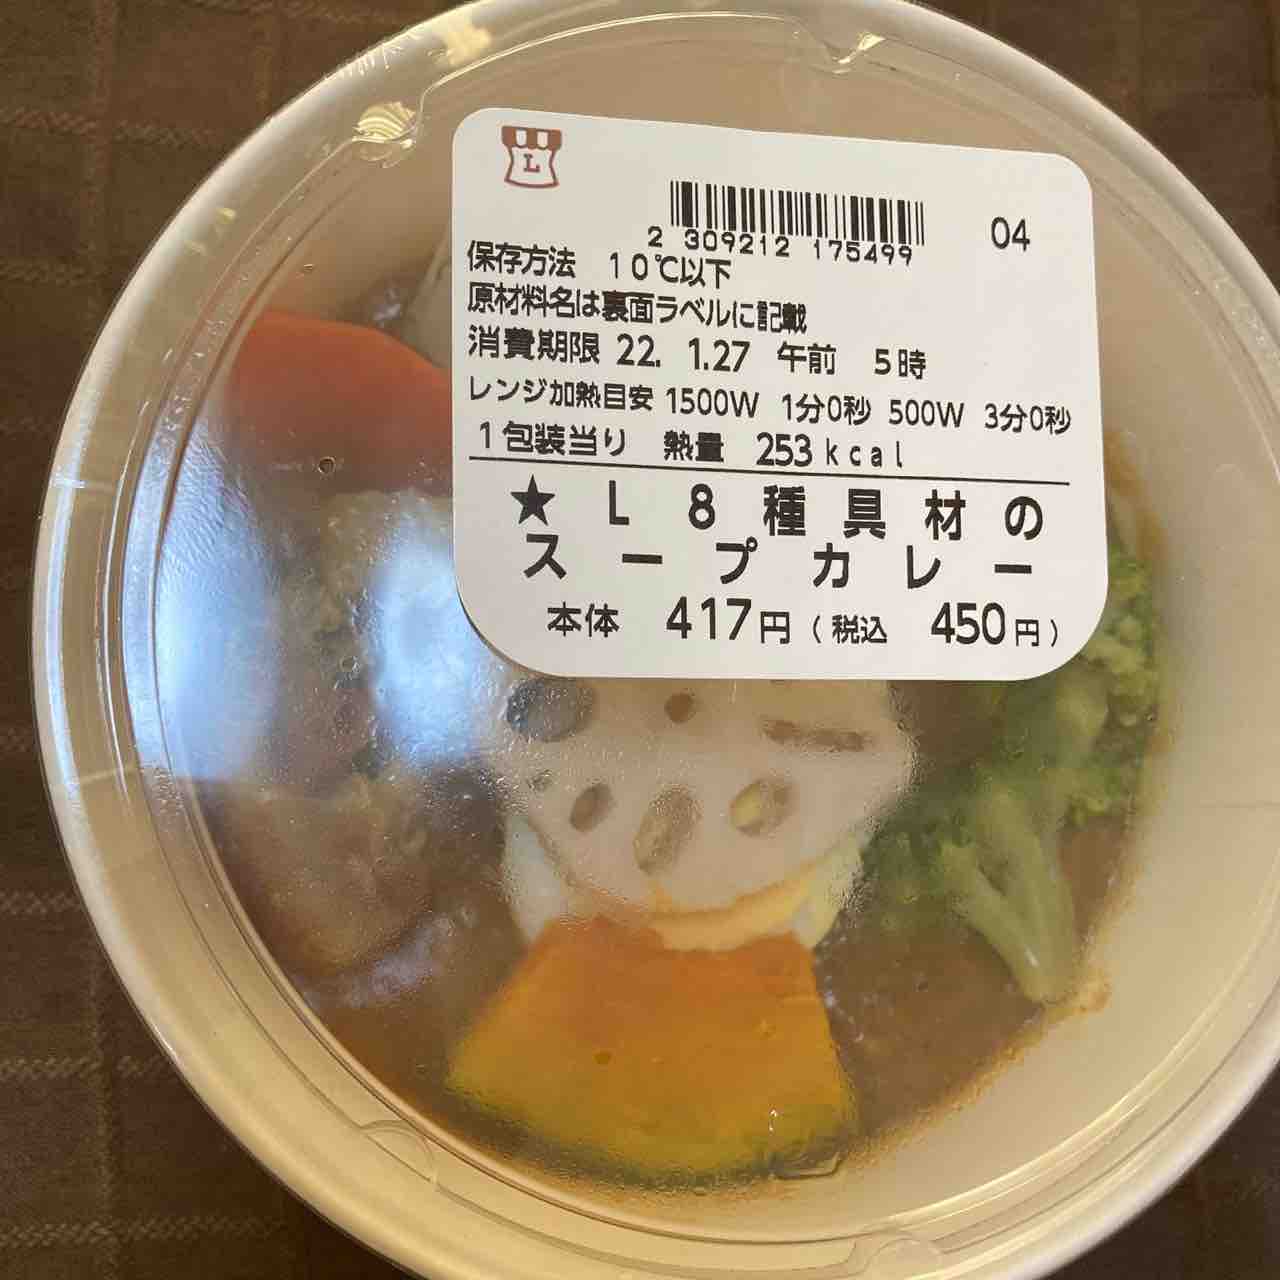 L
04
2 309212 175499
保存方法 10℃以下
原材料名は裏面ラベルに記載
消費期限 22. 1.27 午前 5時
レンジ加熱目安 1500W 1分0秒 500W 3分0秒
1包装当り 熱量 253kcal
★L8種具材の
スープカレー
本体 417円(税込 450円)